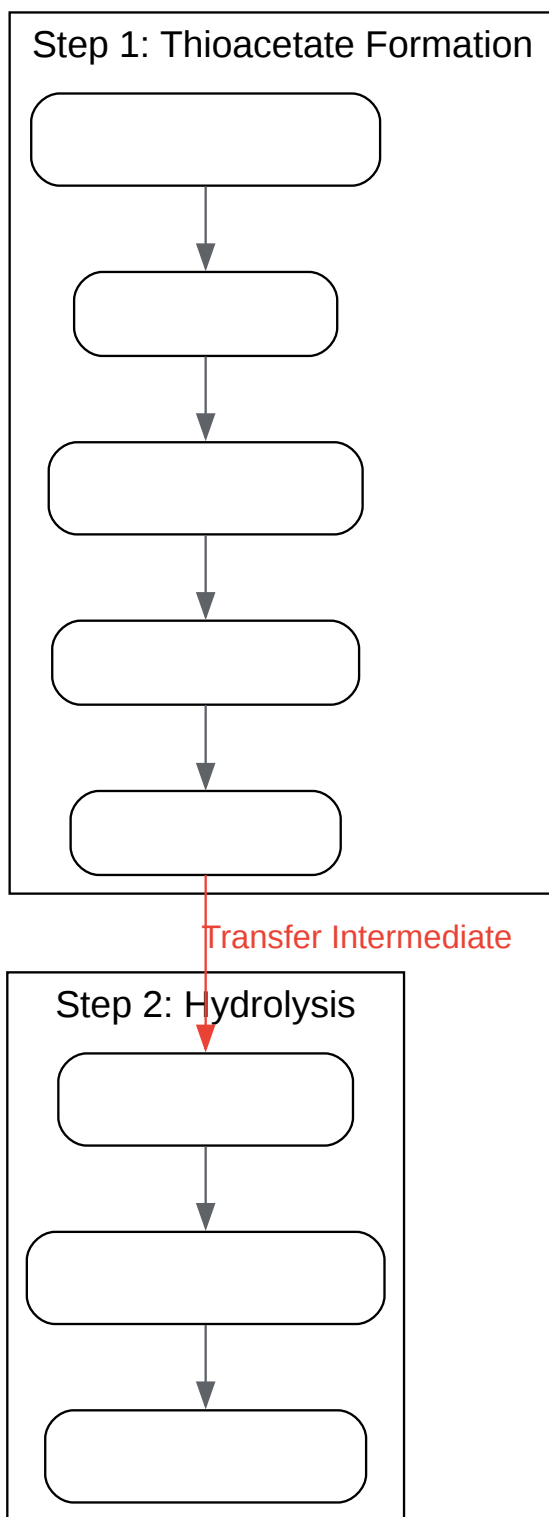 Step 1: Thioacetate Formation
Transfer Intermediate
Step 2: Hydrolysis